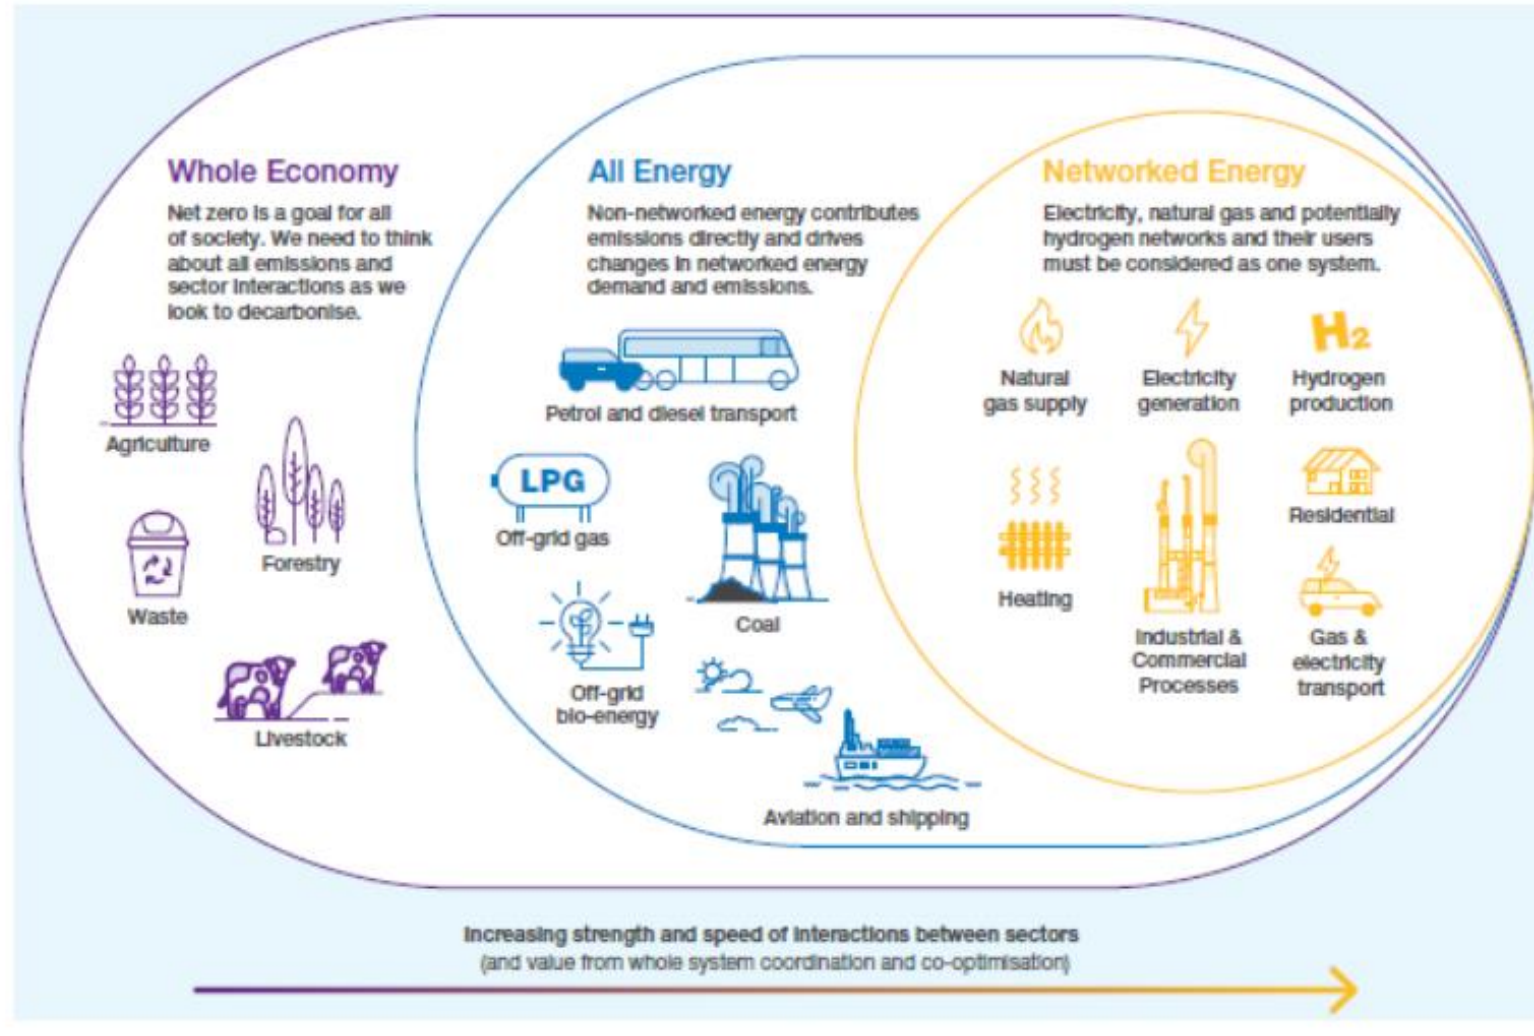 Whole Economy
Net zero is a goal for all
of society. We need to think
about all emissions and
sector interactions as we
look to decarbonise.
Agriculture
Forestry
Waste
Livestock
All Energy
Non-networked energy contributes
emissions directly and drives
changes in networked energy
demand and emissions.
Petrol and diesel transport
LPG
Off-grid gas
Coal
Off-grid
bio-energy
Aviation and shipping
Networked Energy
Electricity, natural gas and potentially
hydrogen networks and their users
must be considered as one system.
Natural
gas supply
Electricity
generation
H2
Hydrogen
production
Heating
Industrial &
Commercial
Processes
Residential
Gas &
electricity
transport
Increasing strength and speed of interactions between sectors
(and value from whole system coordination and co-optimisation)